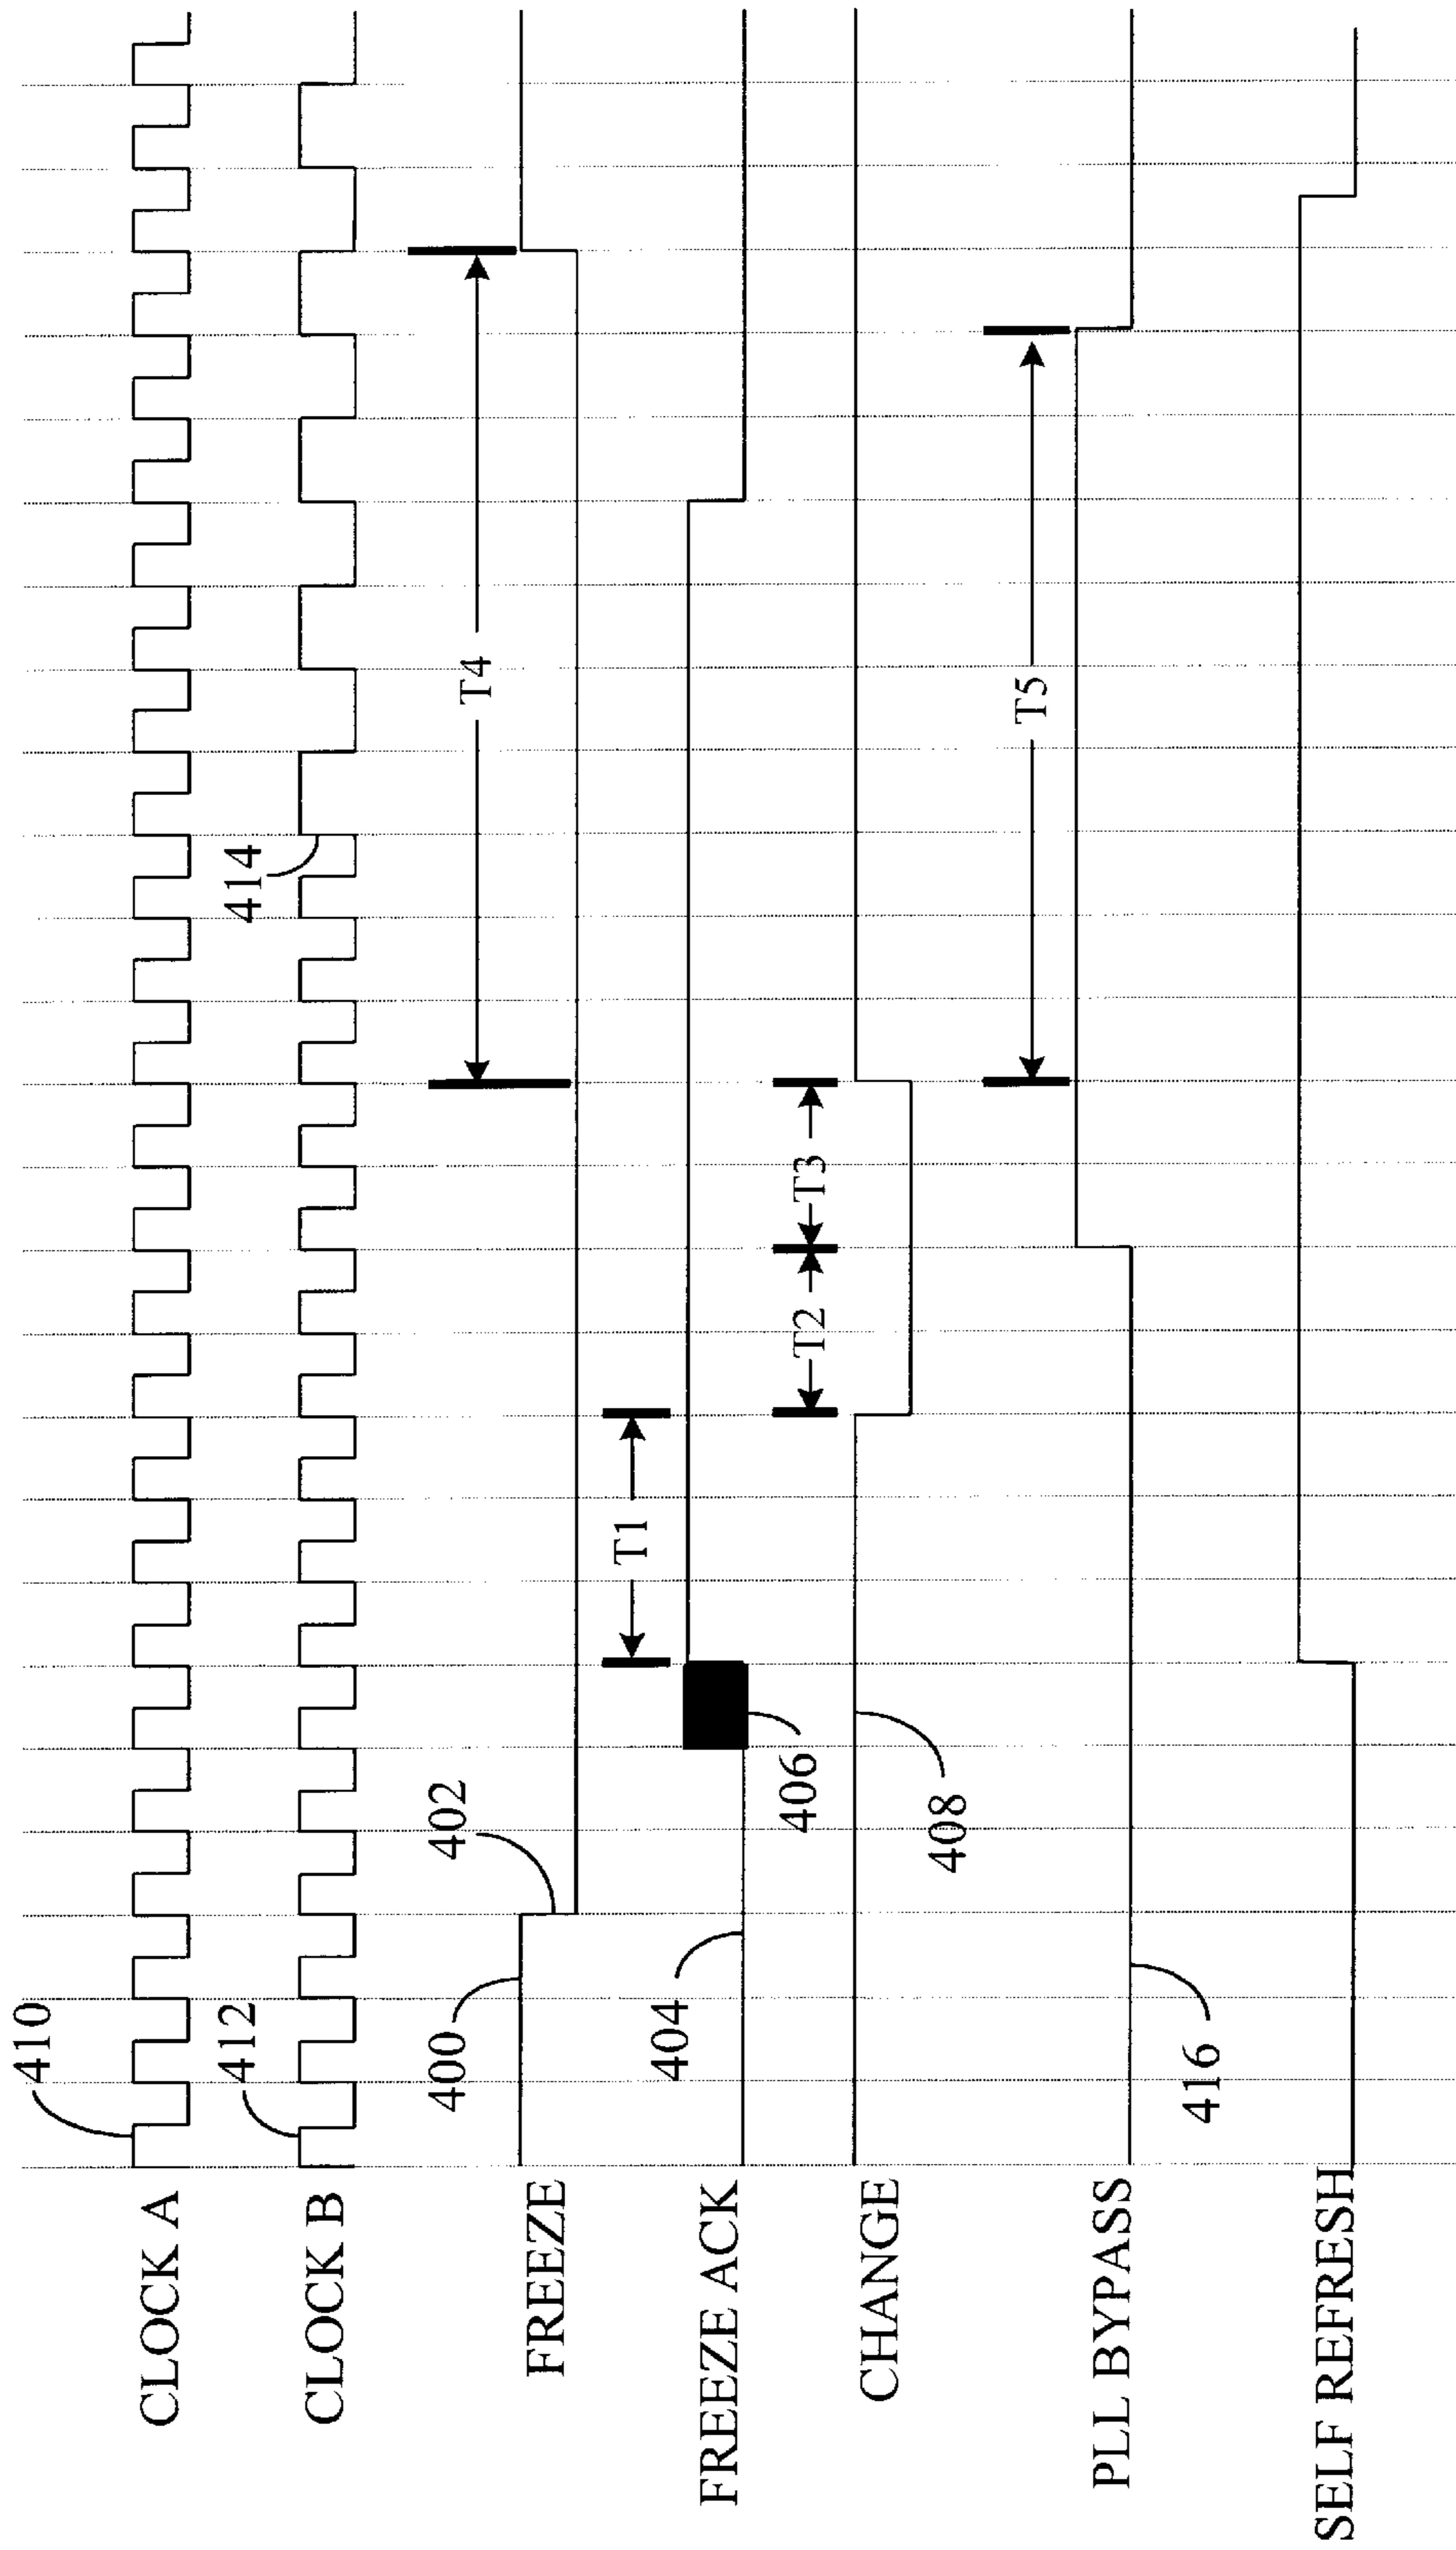 CLOCK A
410
CLOCK B
412
414
FREEZE
400
402
T4
FREEZE ACK
404
406
T1
CHANGE
408
T2
T3
PLL BYPASS
416
T5
SELF REFRESH